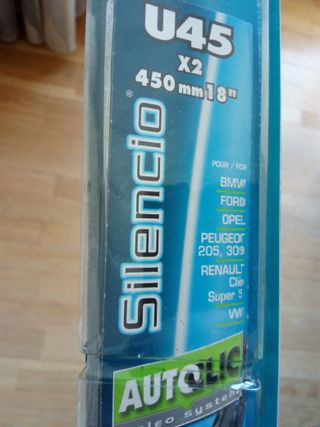 U45
X2
450 mm 18"
Silencio®
POUR / FOR
BMW
FORD
OPEL
PEUGEOT
205, 309
RENAULT
Clio
Super 5
VW
AUTOCLIC